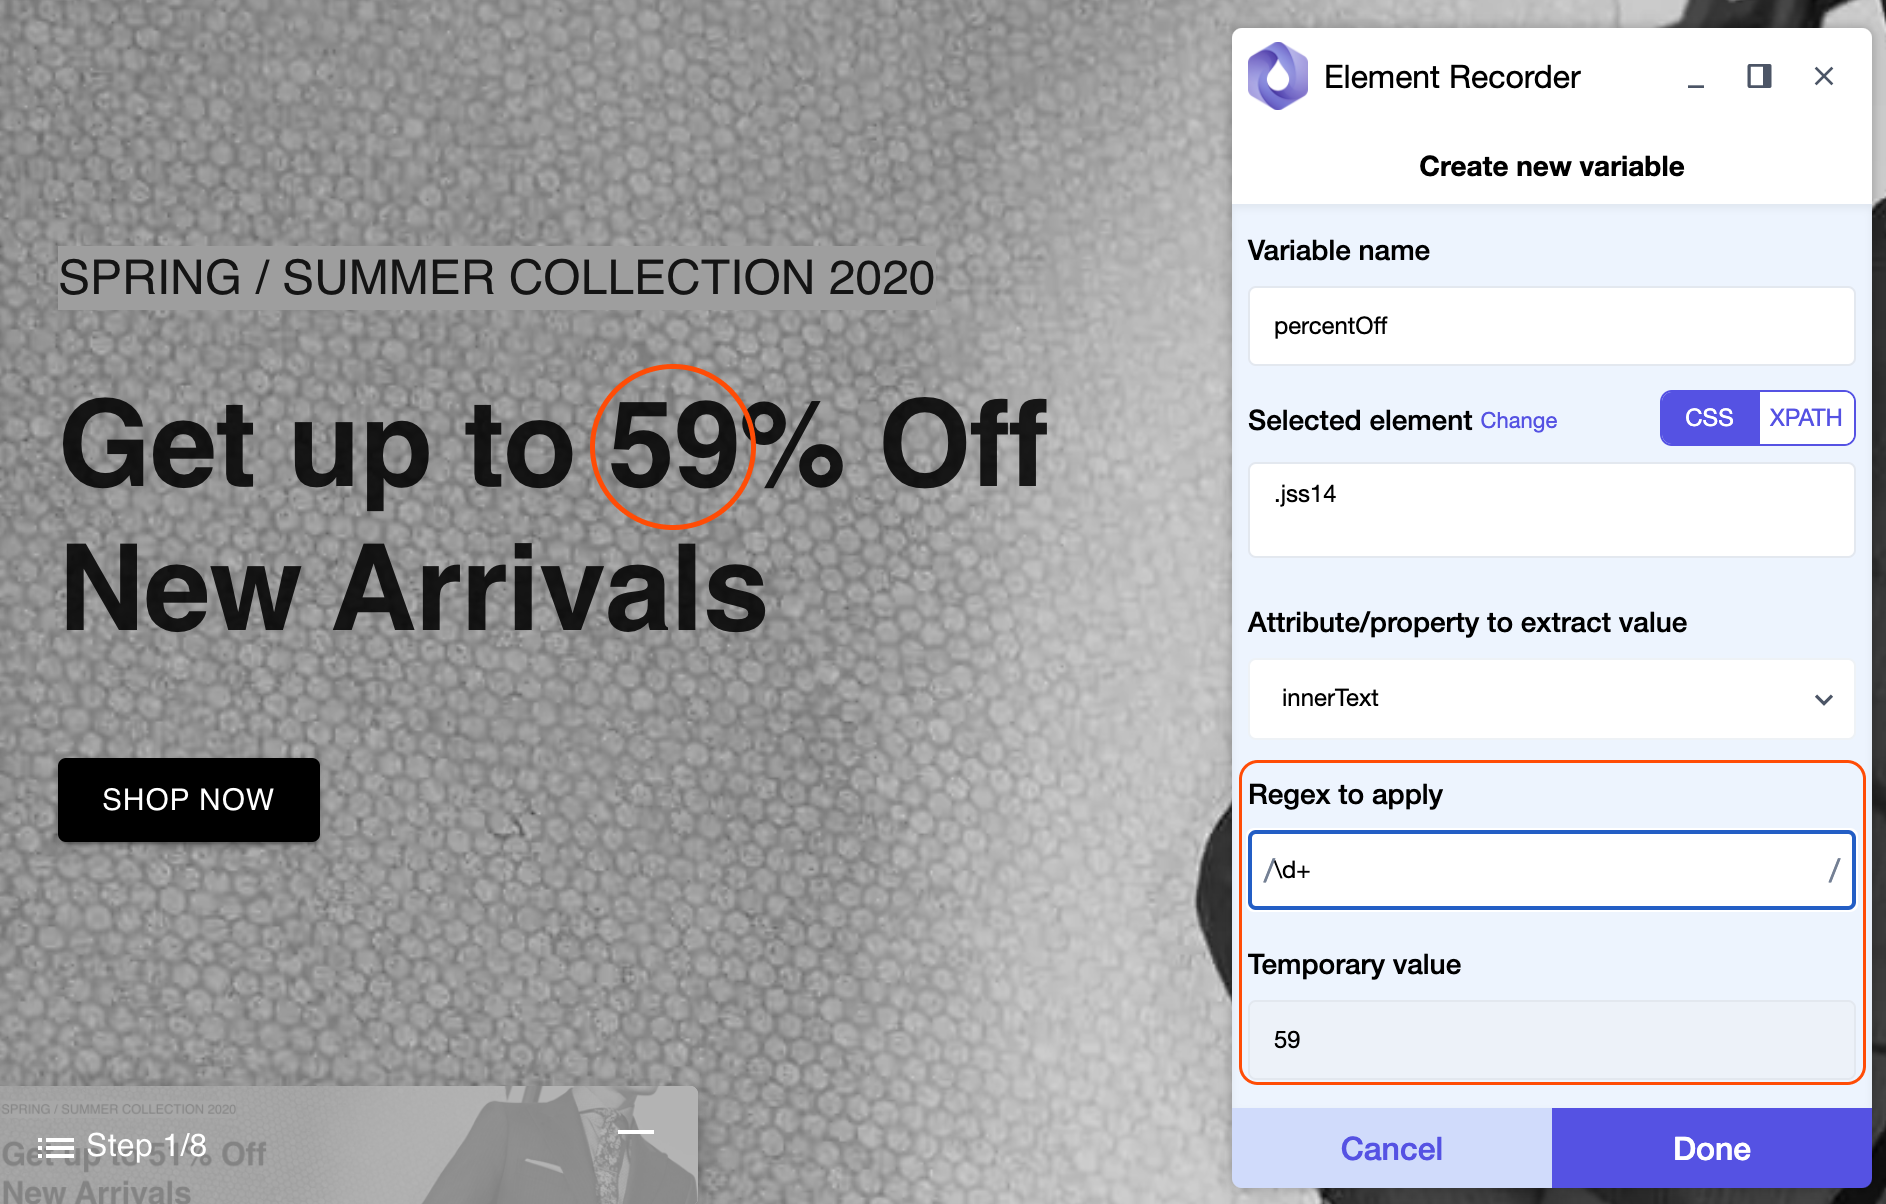 SPRING / SUMMER COLLECTION 2020
Get up to 59% Off
New Arrivals
SHOP NOW
SPRING / SUMMER COLLECTION 2020
Get up to 51% Off
New Arrivals
Step 1/8
Element Recorder
Create new variable
Variable name
percentOff
Selected element Change
CSS XPATH
.jss14
Attribute/property to extract value
innerText
Regex to apply
/\d+ /
Temporary value
59
Cancel
Done